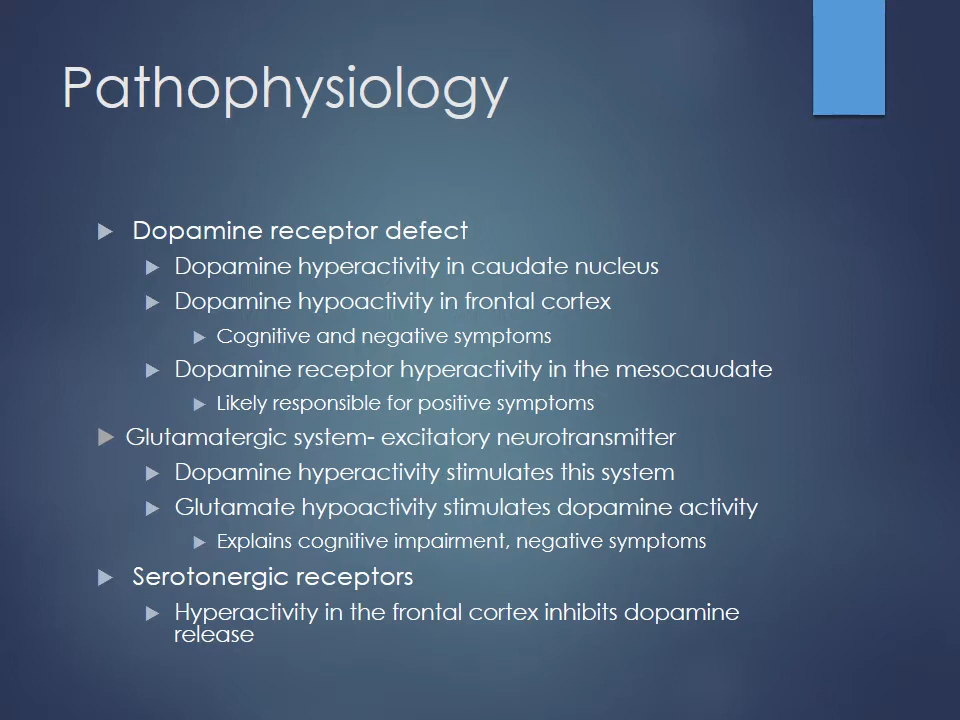 Pathophysiology
Dopamine receptor defect
Dopamine hyperactivity in caudate nucleus
Dopamine hypoactivity in frontal cortex
Cognitive and negative symptoms
Dopamine receptor hyperactivity in the mesocaudate
Likely responsible for positive symptoms
Glutamatergic system- excitatory neurotransmitter
Dopamine hyperactivity stimulates this system
Glutamate hypoactivity stimulates dopamine activity
Explains cognitive impairment, negative symptoms
Serotonergic receptors
Hyperactivity in the frontal cortex inhibits dopamine
release